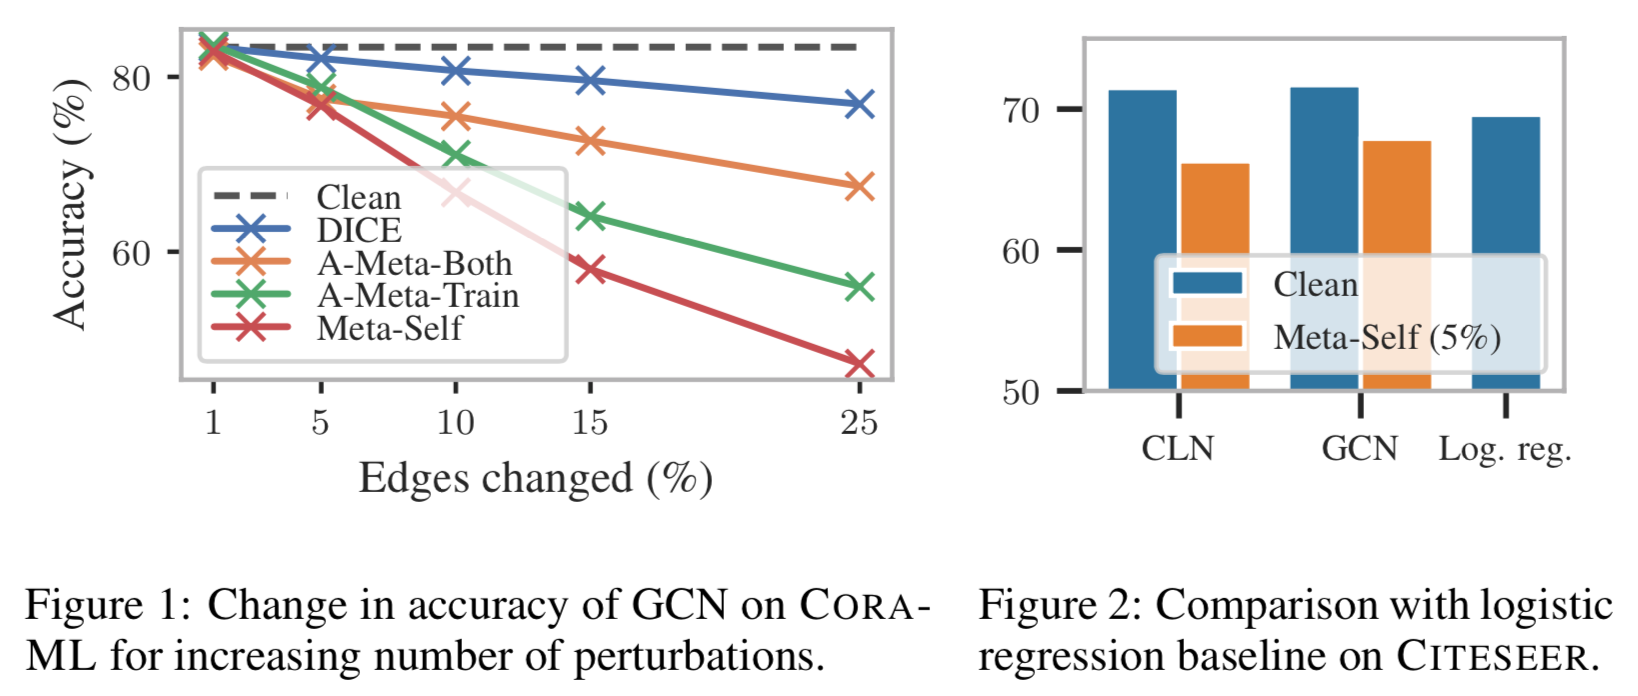 Accuracy (%)
80
60
Clean
DICE
A-Meta-Both
A-Meta-Train
Meta-Self
1 5 10 15 25
Edges changed (%)
70
60
50
Clean
Meta-Self (5%)
CLN GCN Log. reg.
Figure 1: Change in accuracy of GCN on CORA-
ML for increasing number of perturbations.
Figure 2: Comparison with logistic
regression baseline on CITESEER.